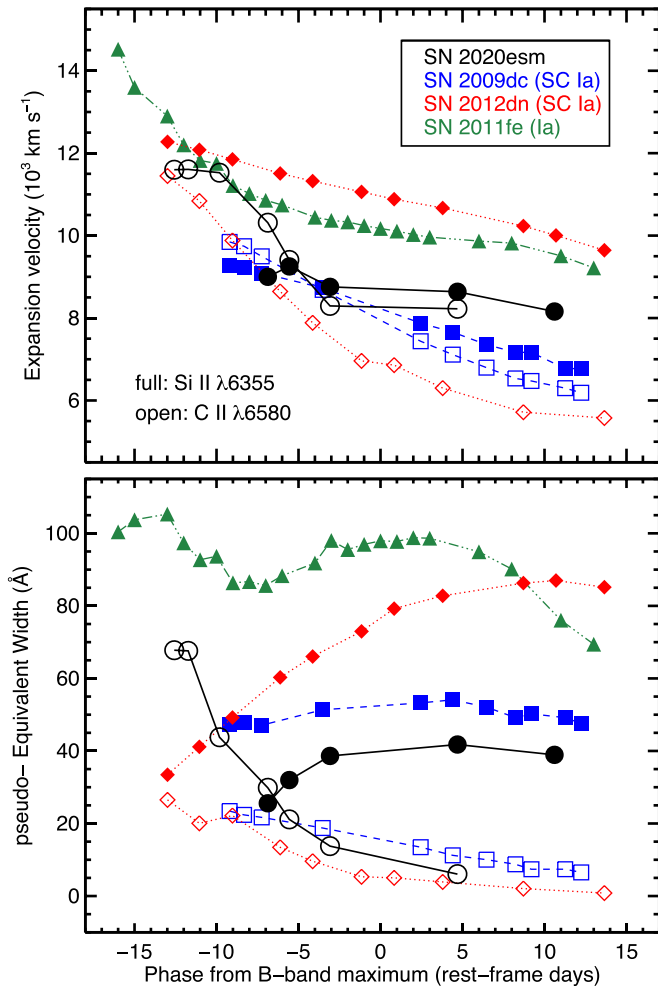 SN 2020esm
SN 2009dc (SC Ia)
SN 2012dn (SC Ia)
SN 2011fe (Ia)
14
12
10
8
6
Expansion velocity (10³ km s⁻¹)
full: Si II λ6355
open: C II λ6580
100
80
60
40
20
0
pseudo− Equivalent Width (Å)
−15 −10 −5 0 5 10 15
Phase from B−band maximum (rest−frame days)